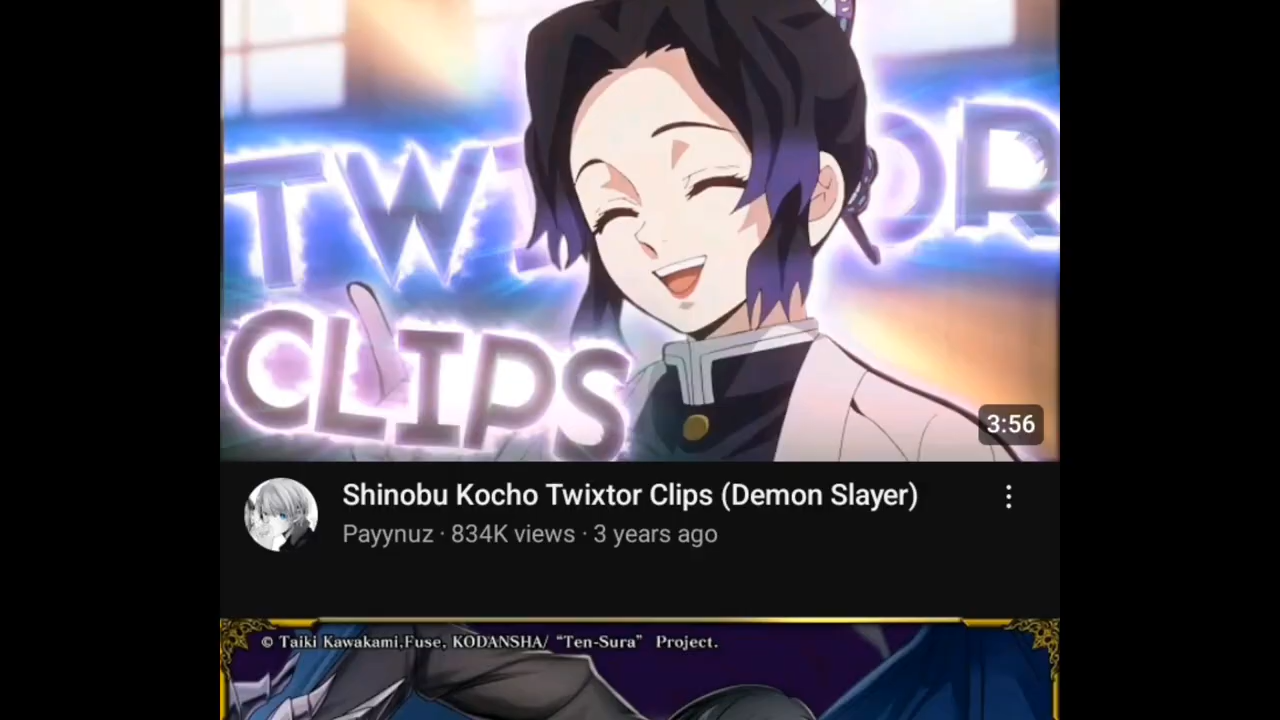 TWIXTOR
CLIPS
3:56
Shinobu Kocho Twixtor Clips (Demon Slayer)
Payynuz · 834K views · 3 years ago
© Taiki Kawakami,Fuse, KODANSHA/ “Ten-Sura” Project.